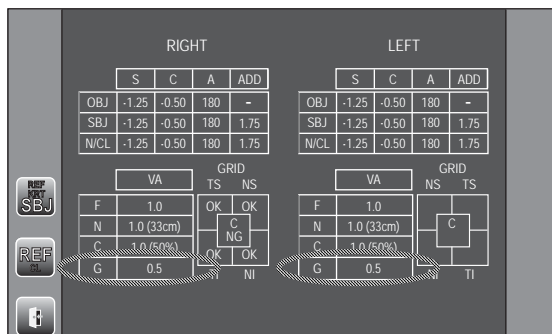 RIGHT
S C A ADD
OBJ -1.25 -0.50 180 -
SBJ -1.25 -0.50 180 1.75
N/CL -1.25 -0.50 180 1.75
VA
GRID
TS NS
F 1.0
OK OK
N 1.0 (33cm)
C
NG
C 1.0 (50%)
OK OK
G 0.5
TI NI
LEFT
S C A ADD
OBJ -1.25 -0.50 180 -
SBJ -1.25 -0.50 180 1.75
N/CL -1.25 -0.50 180 1.75
VA
GRID
NS TS
F 1.0
N 1.0 (33cm)
C
C 1.0 (50%)
G 0.5
NI TI
REF
KRT
SBJ
REF
CL